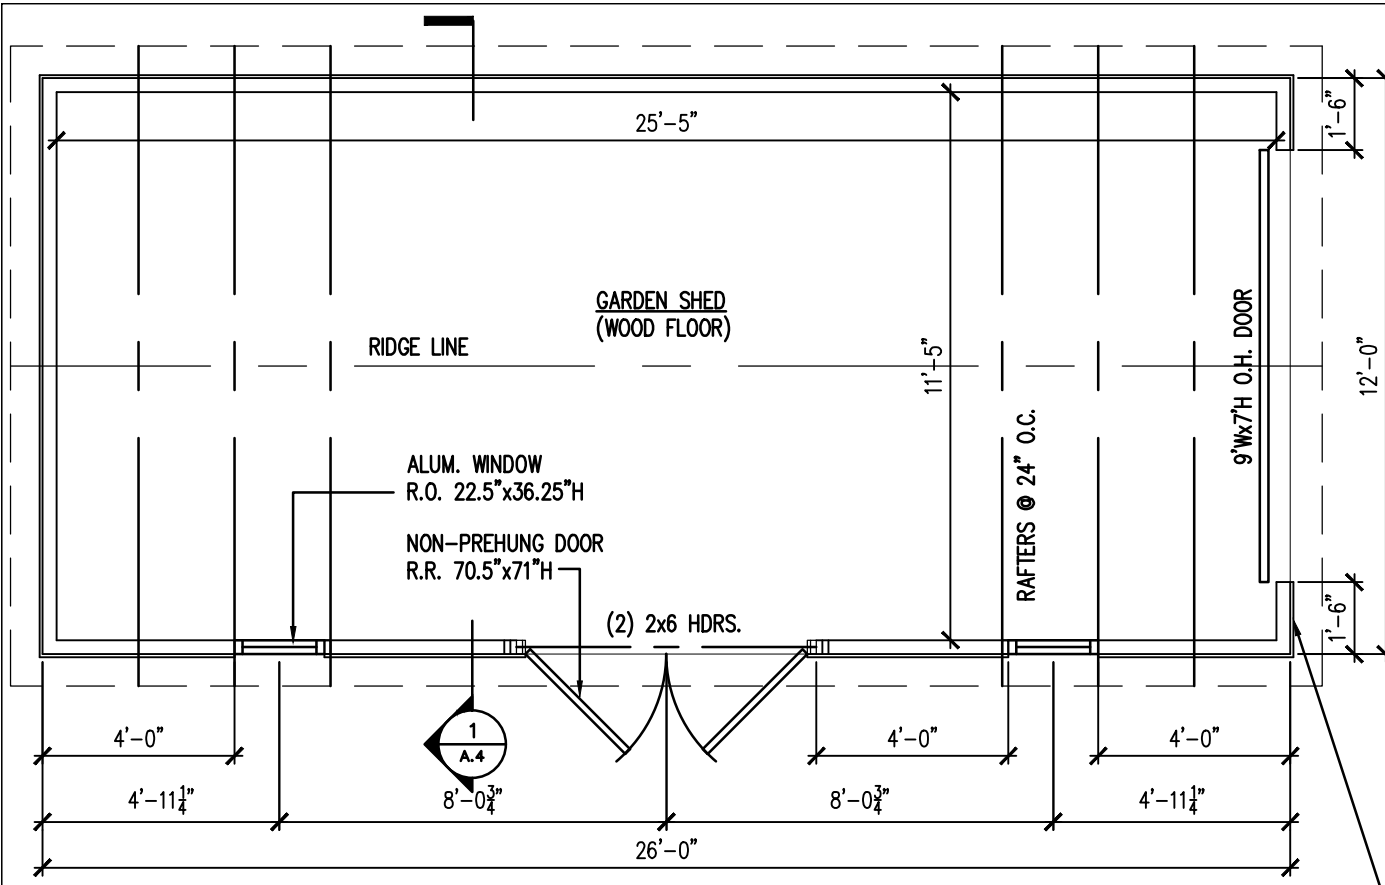 25'-5"
1'-6"
GARDEN SHED
(WOOD FLOOR)
RIDGE LINE
11'-5"
9'Wx7'H O.H. DOOR
12'-0"
RAFTERS @ 24" O.C.
ALUM. WINDOW
R.O. 22.5"x36.25"H
NON-PREHUNG DOOR
R.R. 70.5"x71"H
(2) 2x6 HDRS.
1'-6"
4'-0"
1
A.4
4'-0"
4'-0"
4'-11¼"
8'-0¾"
8'-0¾"
4'-11¼"
26'-0"